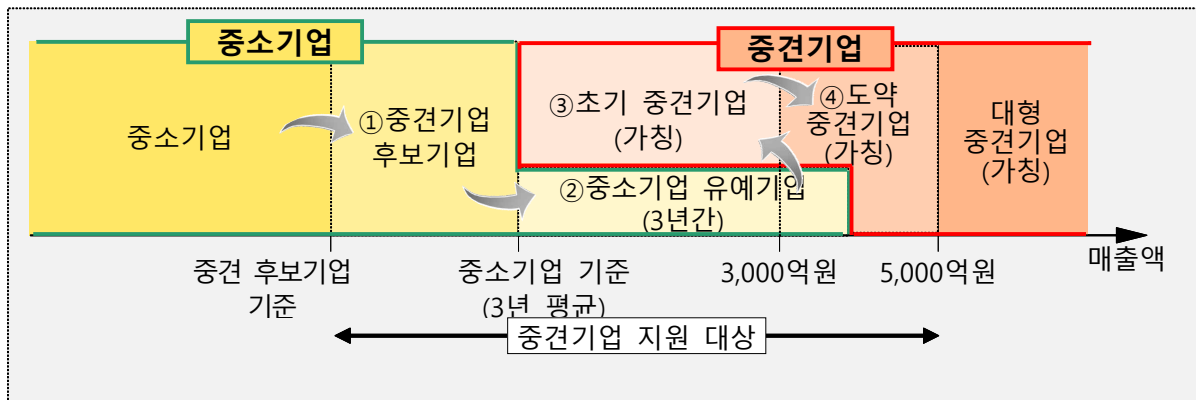 중소기업
중견기업
중소기업
①중견기업
후보기업
③초기 중견기업
(가칭)
④도약
중견기업
(가칭)
대형
중견기업
(가칭)
②중소기업 유예기업
(3년간)
중견 후보기업
기준
중소기업 기준
(3년 평균)
3,000억원
5,000억원
매출액
중견기업 지원 대상